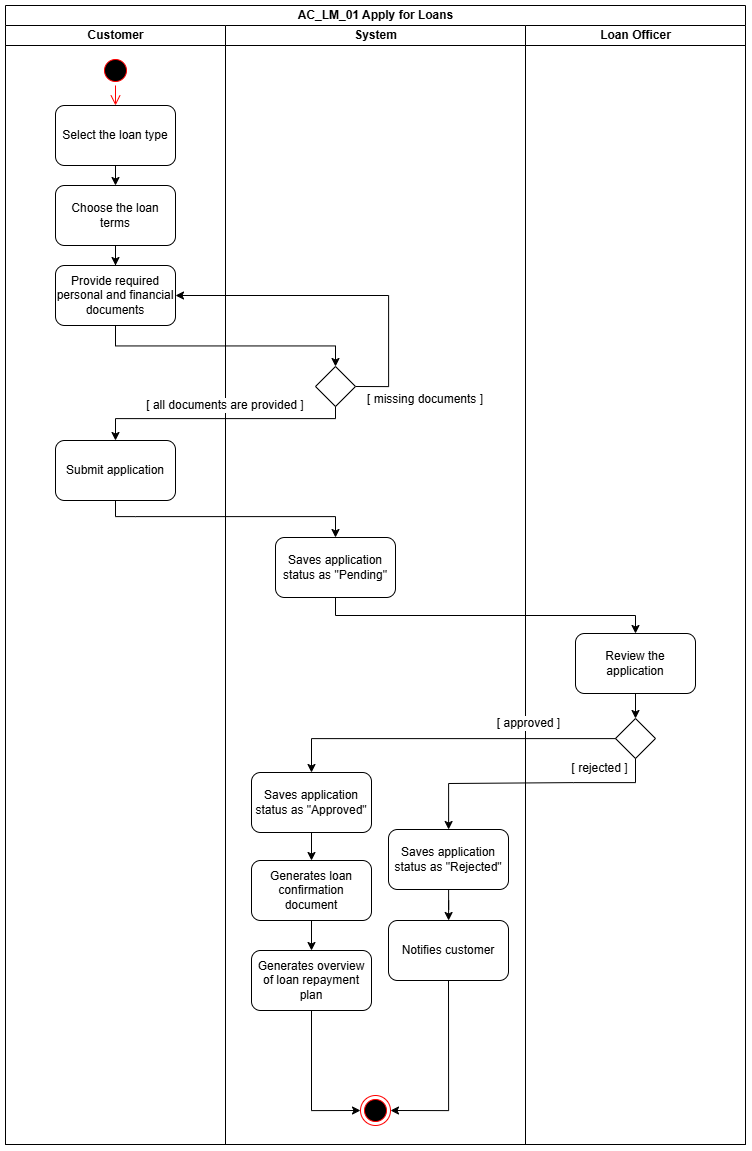 AC_LM_01 Apply for Loans
Customer
System
Loan Officer
Select the loan type
Choose the loan
terms
Provide required
personal and financial
documents
[ missing documents ]
[ all documents are provided ]
Submit application
Saves application
status as "Pending"
Review the
application
[ approved ]
[ rejected ]
Saves application
status as "Approved"
Saves application
status as "Rejected"
Generates loan
confirmation
document
Notifies customer
Generates overview
of loan repayment
plan